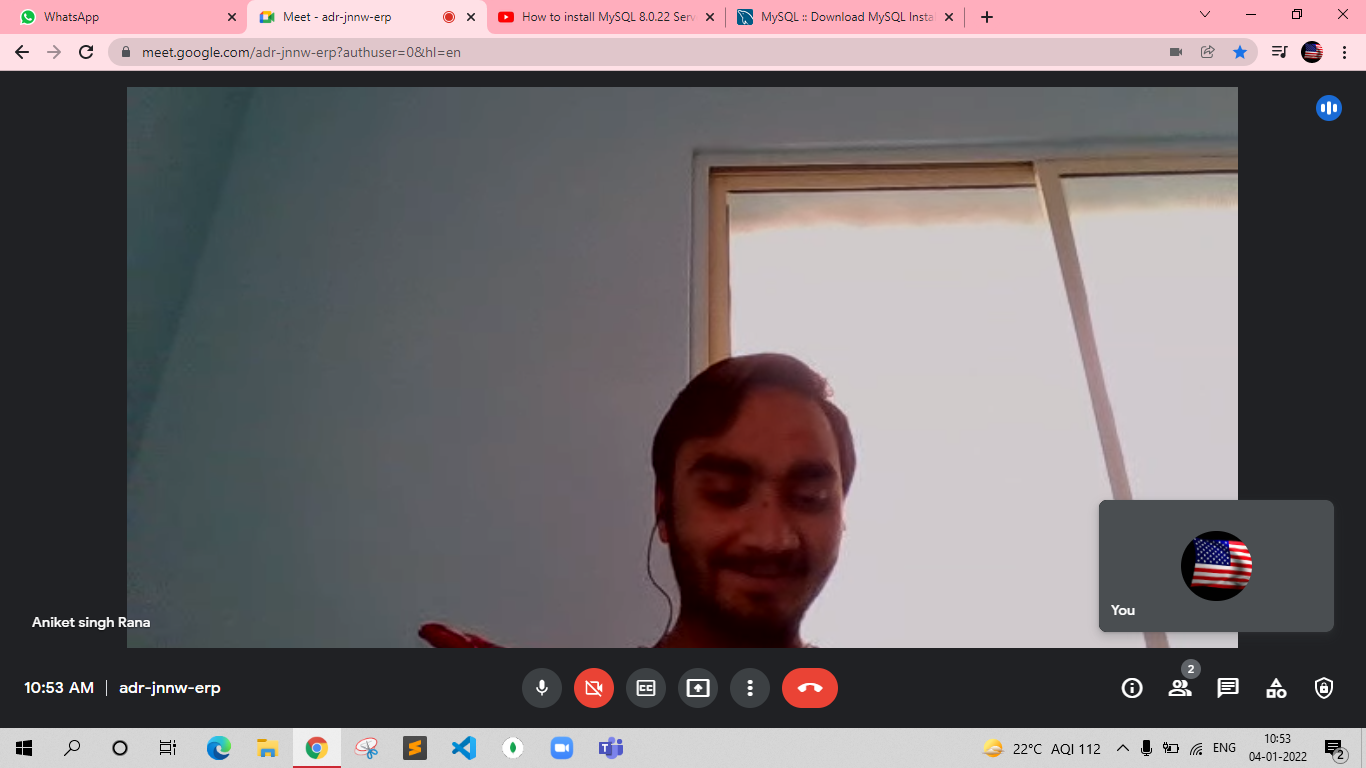 WhatsApp
Meet - adr-jnnw-erp
How to install MySQL 8.0.22 Serv
MySQL :: Download MySQL Instal
meet.google.com/adr-jnnw-erp?authuser=0&hl=en
You
Aniket singh Rana
10:53 AM | adr-jnnw-erp
CC
2
22°C AQI 112
ENG
10:53
04-01-2022
2